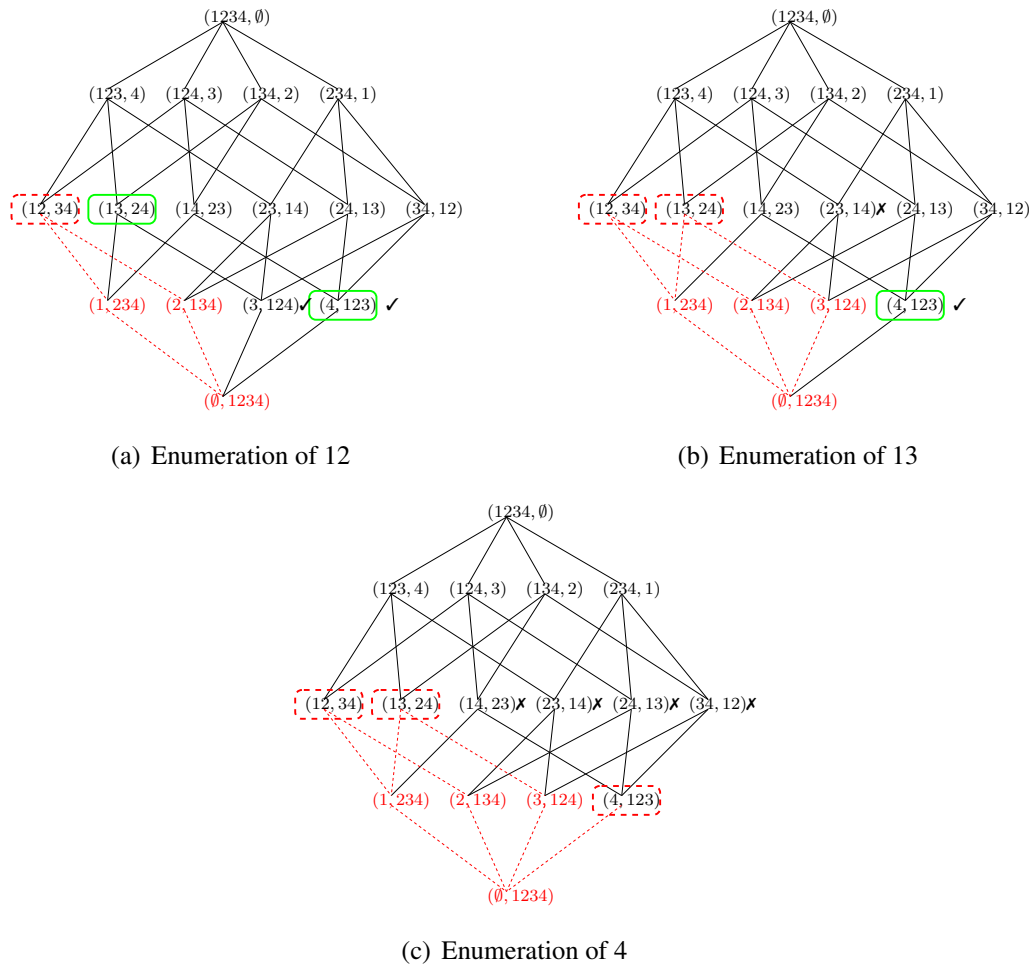 (1234, ∅)
(123, 4) (124, 3) (134, 2) (234, 1)
(12, 34) (13, 24) (14, 23) (23, 14) (24, 13) (34, 12)
(1, 234) (2, 134) (3, 124)✓ (4, 123) ✓
(∅, 1234)
(a) Enumeration of 12
(1234, ∅)
(123, 4) (124, 3) (134, 2) (234, 1)
(12, 34) (13, 24) (14, 23) (23, 14)✗ (24, 13) (34, 12)
(1, 234) (2, 134) (3, 124) (4, 123) ✓
(∅, 1234)
(b) Enumeration of 13
(1234, ∅)
(123, 4) (124, 3) (134, 2) (234, 1)
(12, 34) (13, 24) (14, 23)✗ (23, 14)✗ (24, 13)✗ (34, 12)✗
(1, 234) (2, 134) (3, 124) (4, 123)
(∅, 1234)
(c) Enumeration of 4